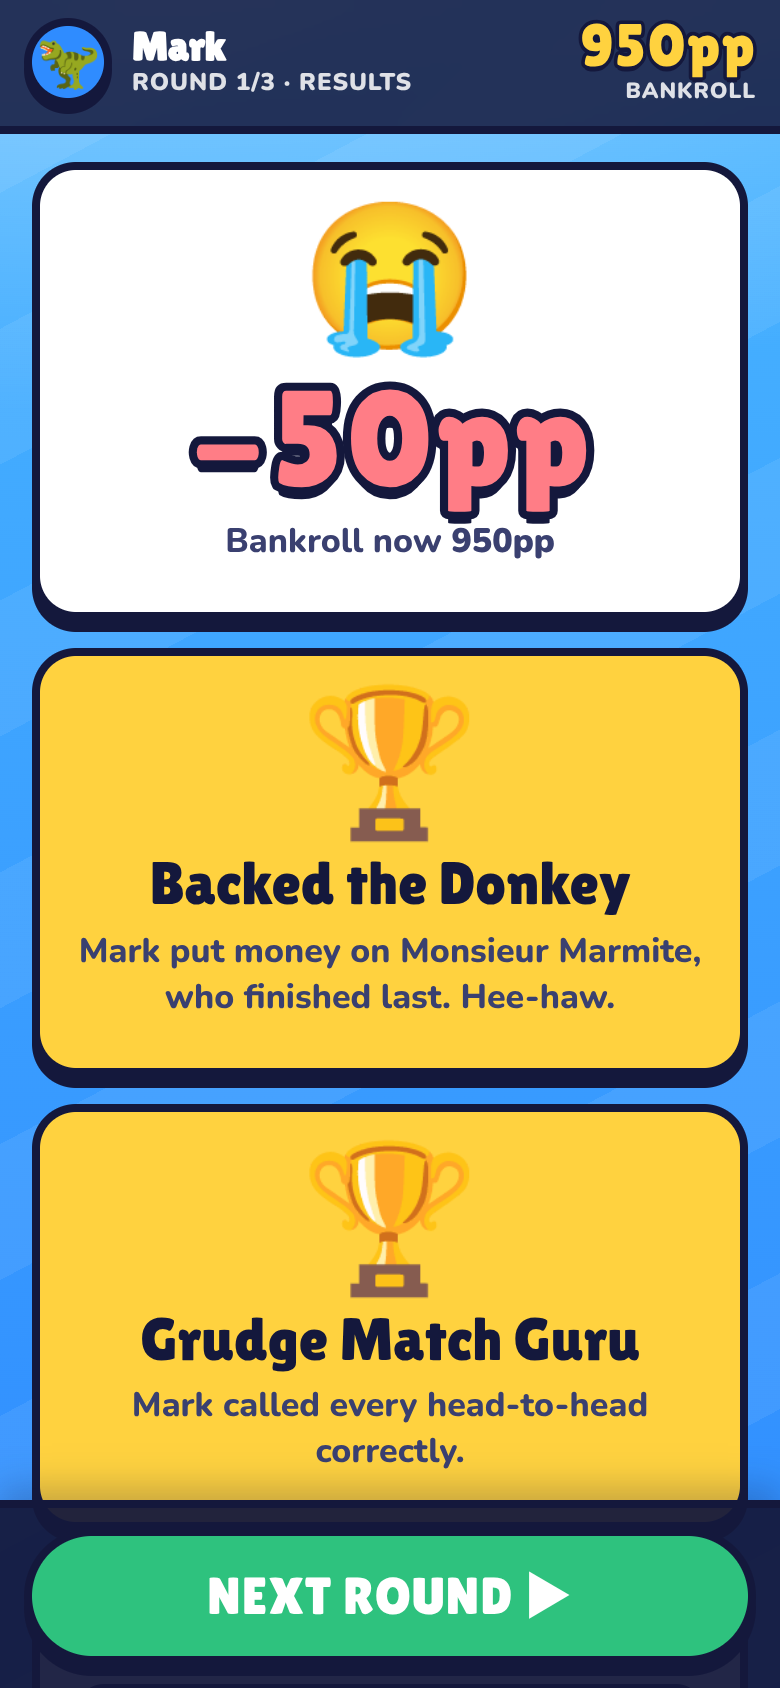 Mark
ROUND 1/3 · RESULTS
950pp
BANKROLL
-50pp
Bankroll now 950pp
Backed the Donkey
Mark put money on Monsieur Marmite,
who finished last. Hee-haw.
Grudge Match Guru
Mark called every head-to-head
correctly.
NEXT ROUND ▶